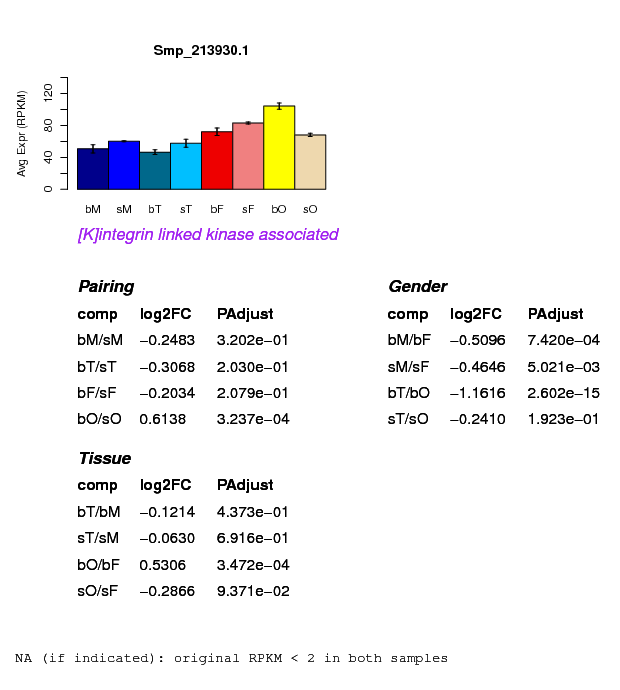 Smp_213930.1
Avg Expr (RPKM)
120
80
40
0
bM sM bT sT bF sF bO sO
[K]integrin linked kinase associated
Pairing
comp log2FC PAdjust
bM/sM −0.2483 3.202e−01
bT/sT −0.3068 2.030e−01
bF/sF −0.2034 2.079e−01
bO/sO 0.6138 3.237e−04
Gender
comp log2FC PAdjust
bM/bF −0.5096 7.420e−04
sM/sF −0.4646 5.021e−03
bT/bO −1.1616 2.602e−15
sT/sO −0.2410 1.923e−01
Tissue
comp log2FC PAdjust
bT/bM −0.1214 4.373e−01
sT/sM −0.0630 6.916e−01
bO/bF 0.5306 3.472e−04
sO/sF −0.2866 9.371e−02
NA (if indicated): original RPKM < 2 in both samples